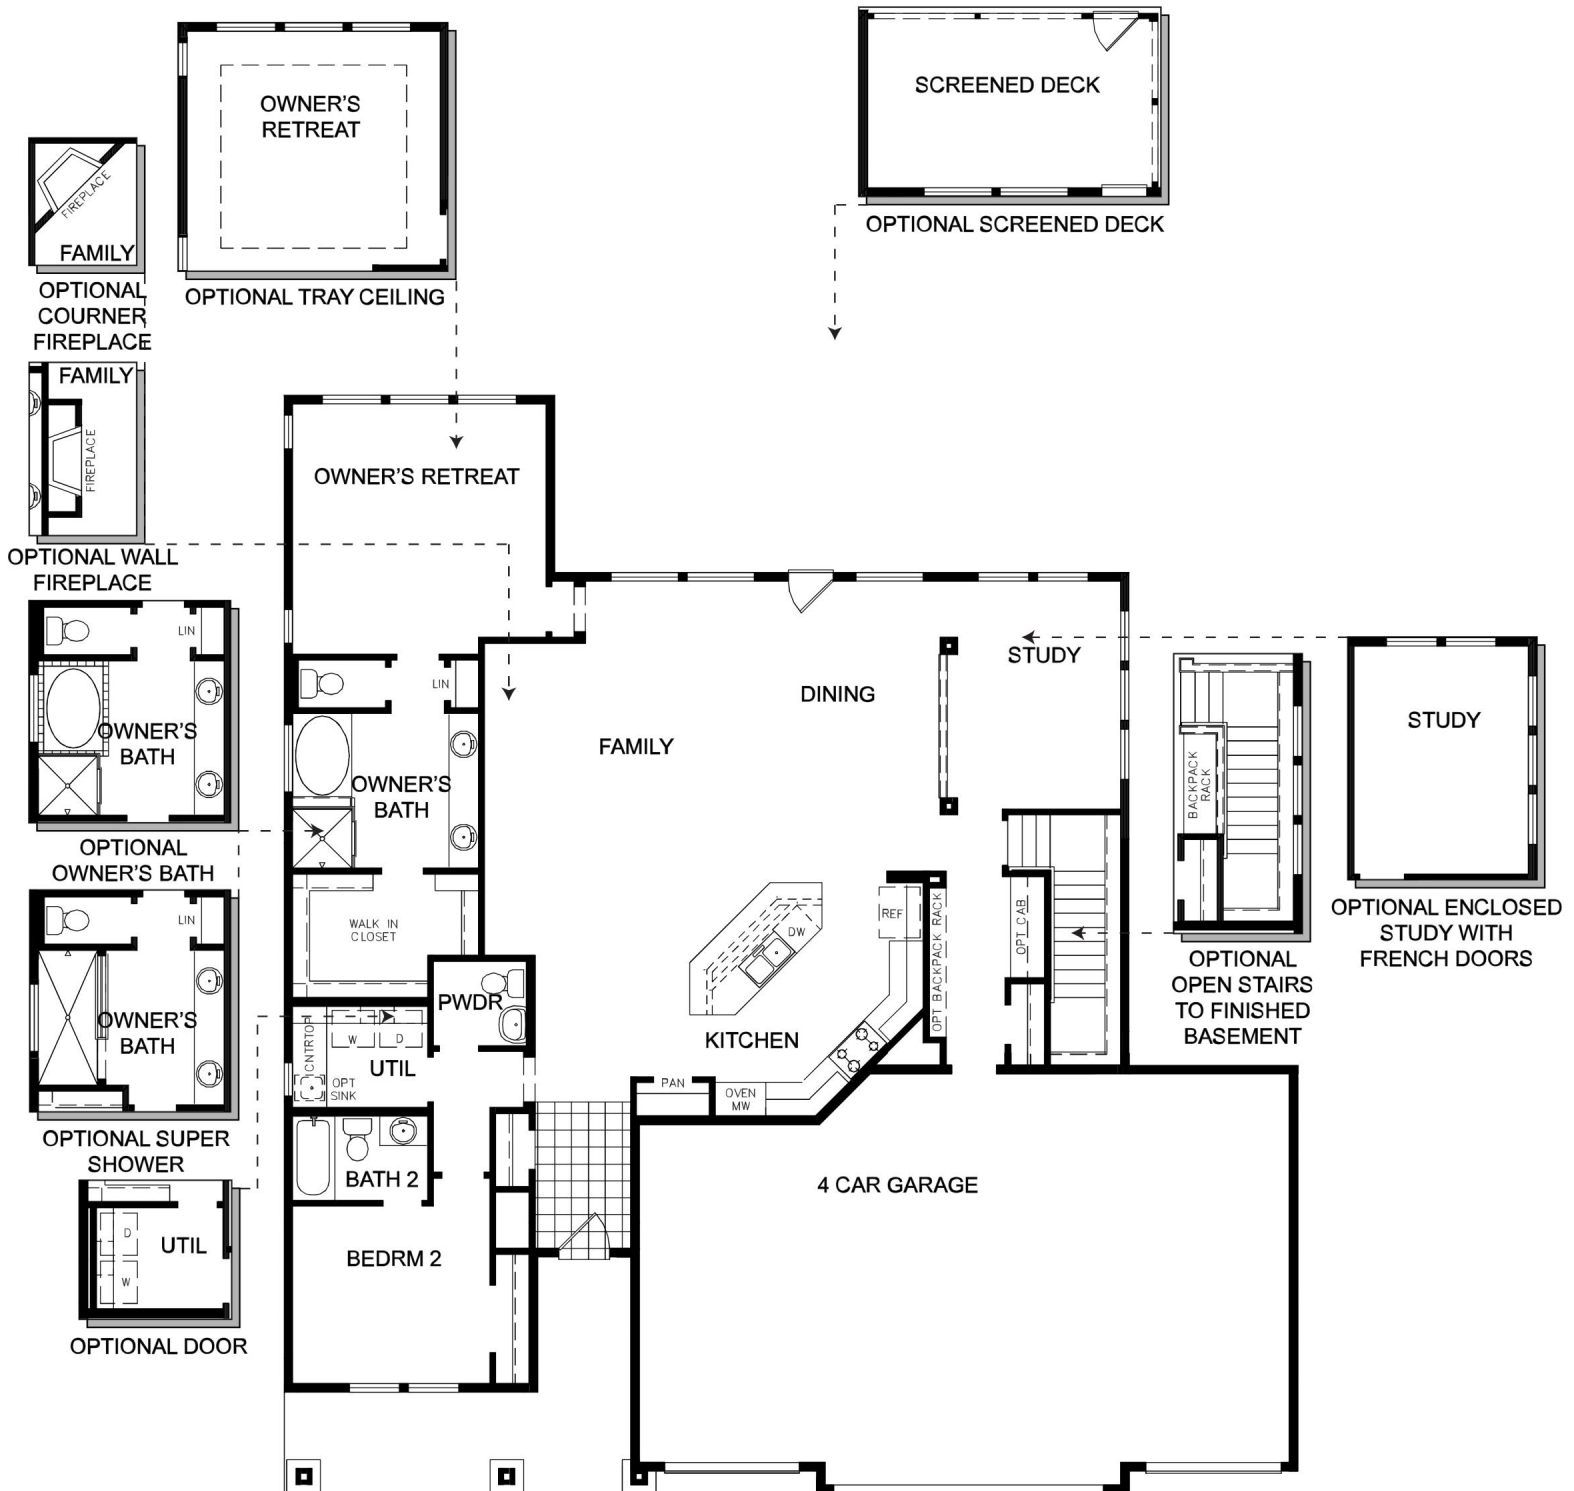 OWNER'S
RETREAT
OPTIONAL TRAY CEILING
SCREENED DECK
OPTIONAL SCREENED DECK
FIREPLACE
FAMILY
OPTIONAL
COURNER
FIREPLACE
FAMILY
FIREPLACE
OPTIONAL WALL
FIREPLACE
LIN
OWNER'S
BATH
OPTIONAL
OWNER'S BATH
LIN
OWNER'S
BATH
OPTIONAL SUPER
SHOWER
D
UTIL
W
OPTIONAL DOOR
OWNER'S RETREAT
LIN
OWNER'S
BATH
WALK IN
CLOSET
PWDR
CNTRTOP
W
D
UTIL
OPT
SINK
BATH 2
BEDRM 2
FAMILY
DINING
STUDY
REF
DW
KITCHEN
PAN
OVEN
MW
OPT BACKPACK RACK
OPT CAB
4 CAR GARAGE
BACKPACK
RACK
OPTIONAL
OPEN STAIRS
TO FINISHED
BASEMENT
STUDY
OPTIONAL ENCLOSED
STUDY WITH
FRENCH DOORS